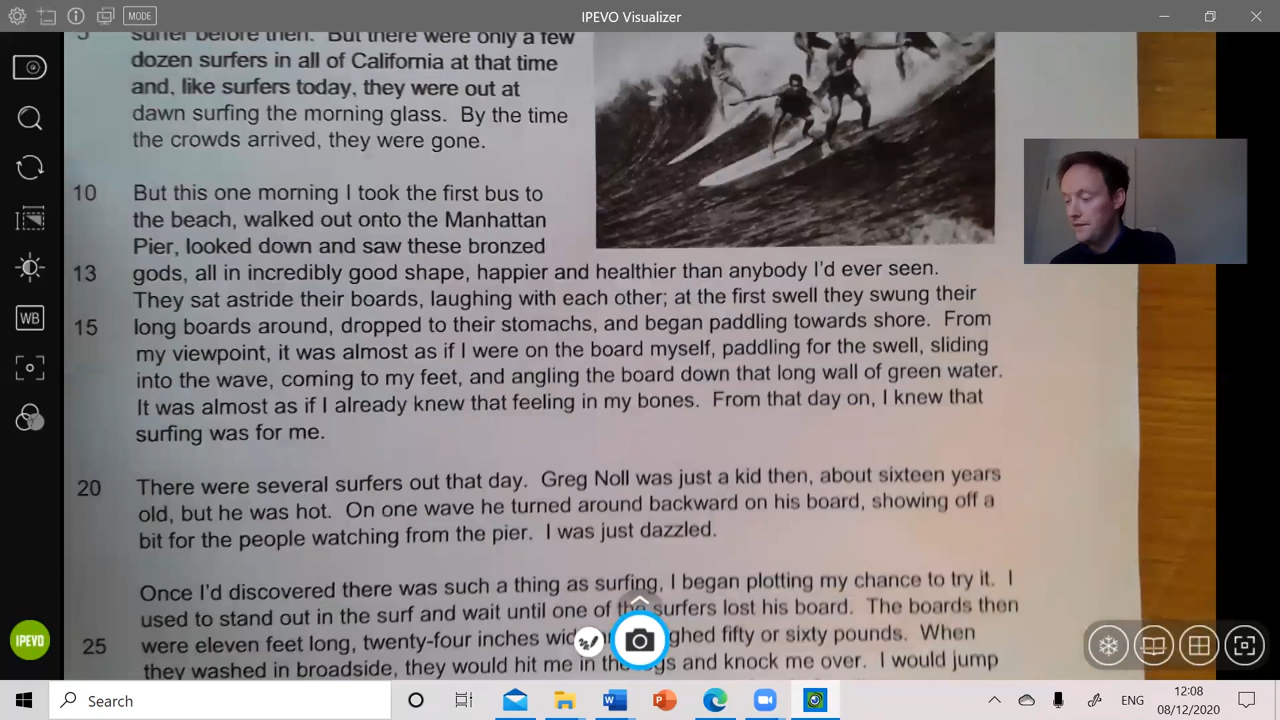 MODE
IPEVO Visualizer
5
surfer before then. But there were only a few
dozen surfers in all of California at that time
and, like surfers today, they were out at
dawn surfing the morning glass. By the time
the crowds arrived, they were gone.
10 But this one morning I took the first bus to
the beach, walked out onto the Manhattan
Pier, looked down and saw these bronzed
13 gods, all in incredibly good shape, happier and healthier than anybody I'd ever seen.
They sat astride their boards, laughing with each other; at the first swell they swung their
15 long boards around, dropped to their stomachs, and began paddling towards shore. From
my viewpoint, it was almost as if I were on the board myself, paddling for the swell, sliding
into the wave, coming to my feet, and angling the board down that long wall of green water.
It was almost as if I already knew that feeling in my bones. From that day on, I knew that
surfing was for me.
20 There were several surfers out that day. Greg Noll was just a kid then, about sixteen years
old, but he was hot. On one wave he turned around backward on his board, showing off a
bit for the people watching from the pier. I was just dazzled.
Once I'd discovered there was such a thing as surfing, I began plotting my chance to try it. I
used to stand out in the surf and wait until one of the surfers lost his board. The boards then
25 were eleven feet long, twenty-four inches fifty or sixty pounds. When
they washed in broadside, they would hit me in the legs and knock me over. I would jump
WB
IPEVO
Search
ENG
12:08
08/12/2020